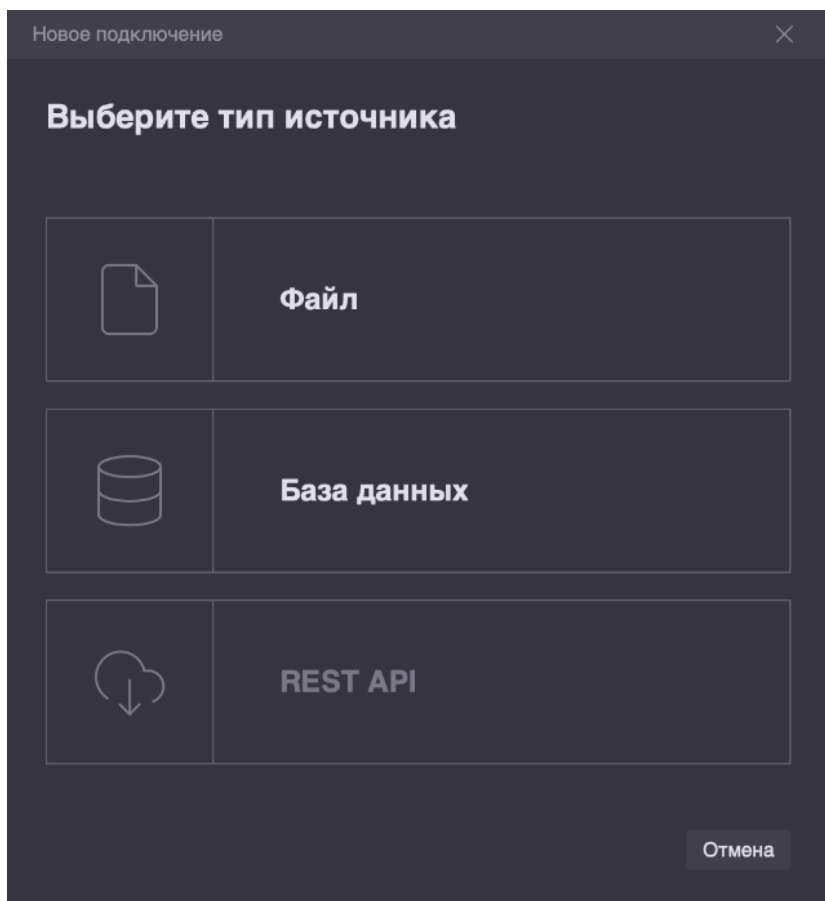 Новое подключение
Выберите тип источника
Файл
База данных
REST API
Отмена